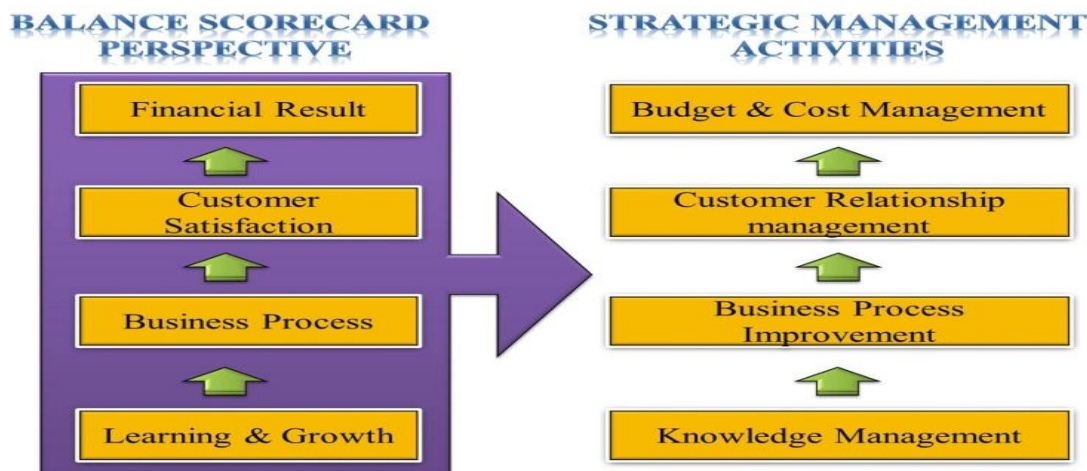 BALANCE SCORECARD
PERSPECTIVE
Financial Result
Customer
Satisfaction
Business Process
Learning & Growth
STRATEGIC MANAGEMENT
ACTIVITIES
Budget & Cost Management
Customer Relationship
management
Business Process
Improvement
Knowledge Management